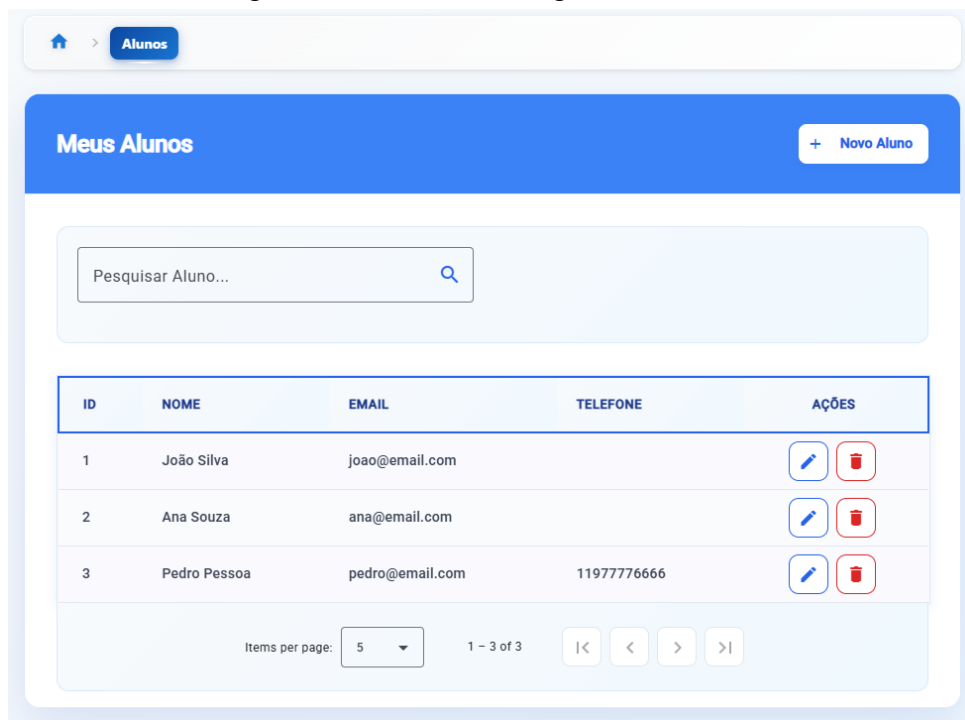 Alunos
Meus Alunos
+ Novo Aluno
Pesquisar Aluno...
ID NOME EMAIL TELEFONE AÇÕES
1 João Silva joao@email.com
2 Ana Souza ana@email.com
3 Pedro Pessoa pedro@email.com 11977776666
Items per page: 5 1 – 3 of 3